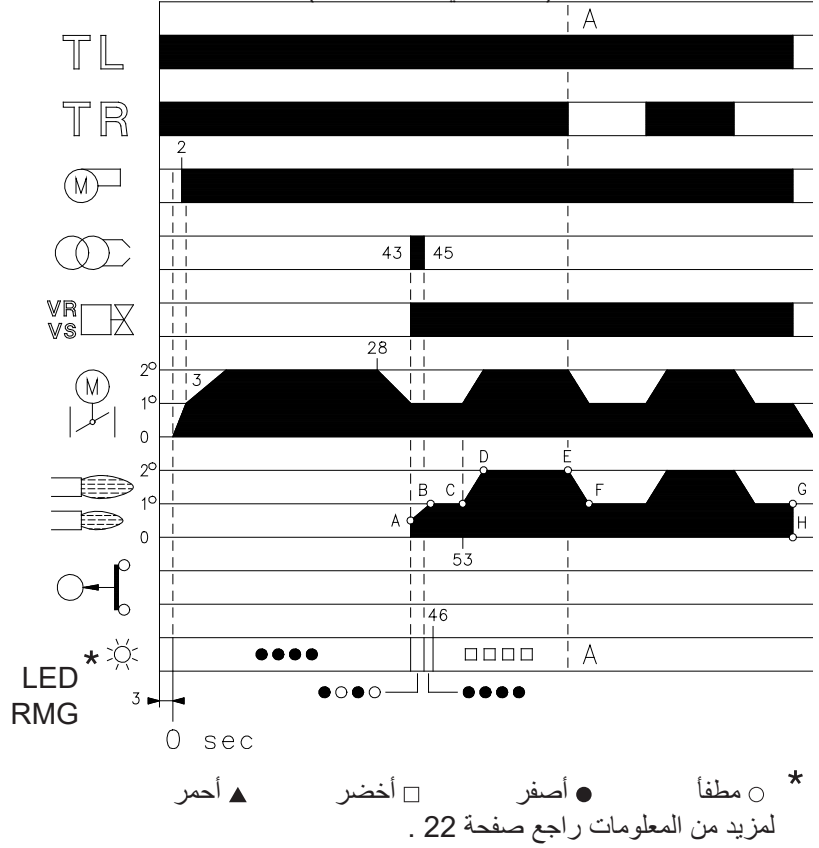 A
TL
TR
2
M
43 45
VR
VS
28
M
3
2°
1°
0
D E
2°
B C F G
1°
A
0 H
53
46
* ●●●● □□□□ A
LED
RMG
●○●○ ●●●●
3
0 sec
* ○ مطفأ ● أصفر □ أخضر ▲ أحمر
لمزيد من المعلومات راجع صفحة 22 .